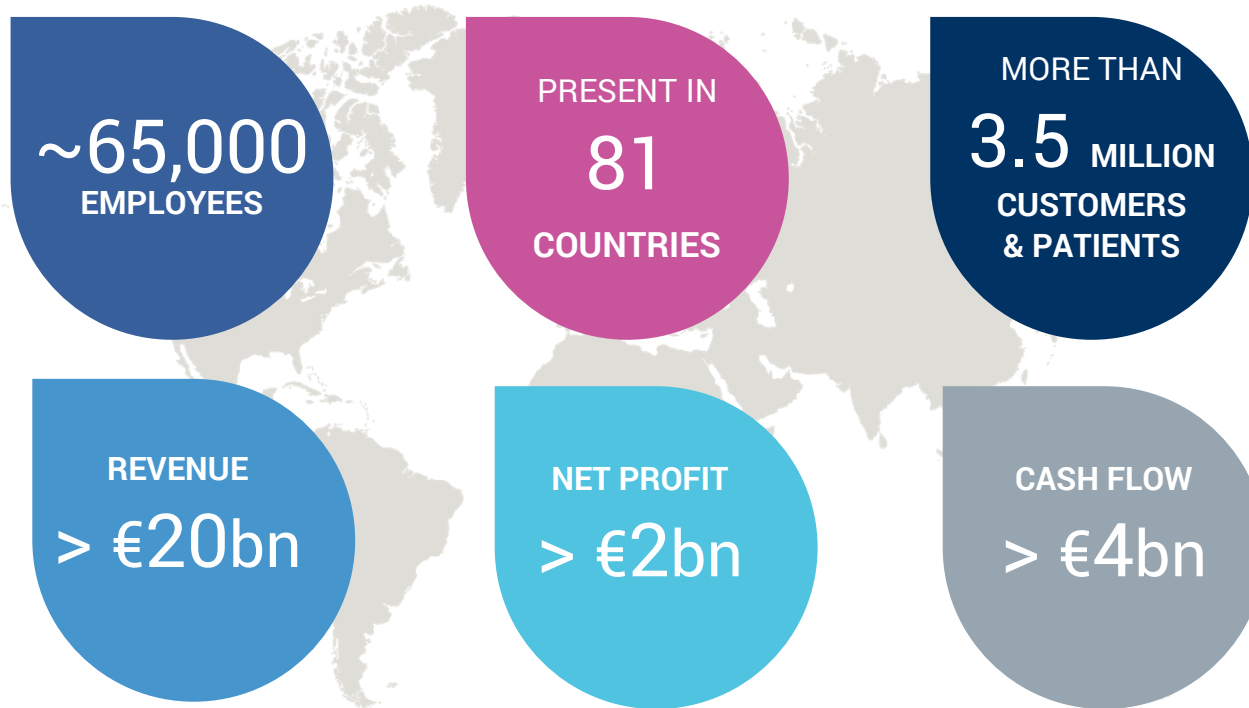 ~65,000
EMPLOYEES
PRESENT IN
81
COUNTRIES
MORE THAN
3.5 MILLION
CUSTOMERS
& PATIENTS
REVENUE
> €20bn
NET PROFIT
> €2bn
CASH FLOW
> €4bn